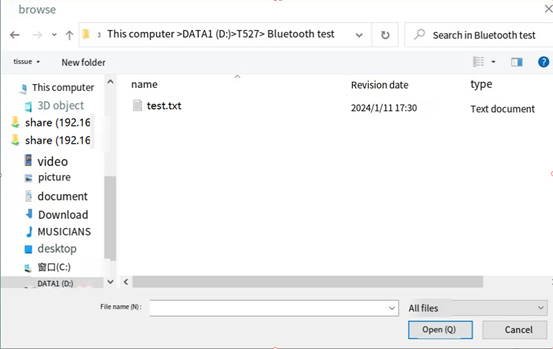 browse
This computer >DATA1 (D:)>T527> Bluetooth test
Search in Bluetooth test
tissue
New folder
?
This computer
3D object
share (192.16
share (192.16
video
picture
document
Download
MUSICIANS
desktop
窗口(C:)
DATA1 (D:)
name
Revision date
type
test.txt
2024/1/11 17:30
Text document
File name (N) :
All files
Open (Q)
Cancel